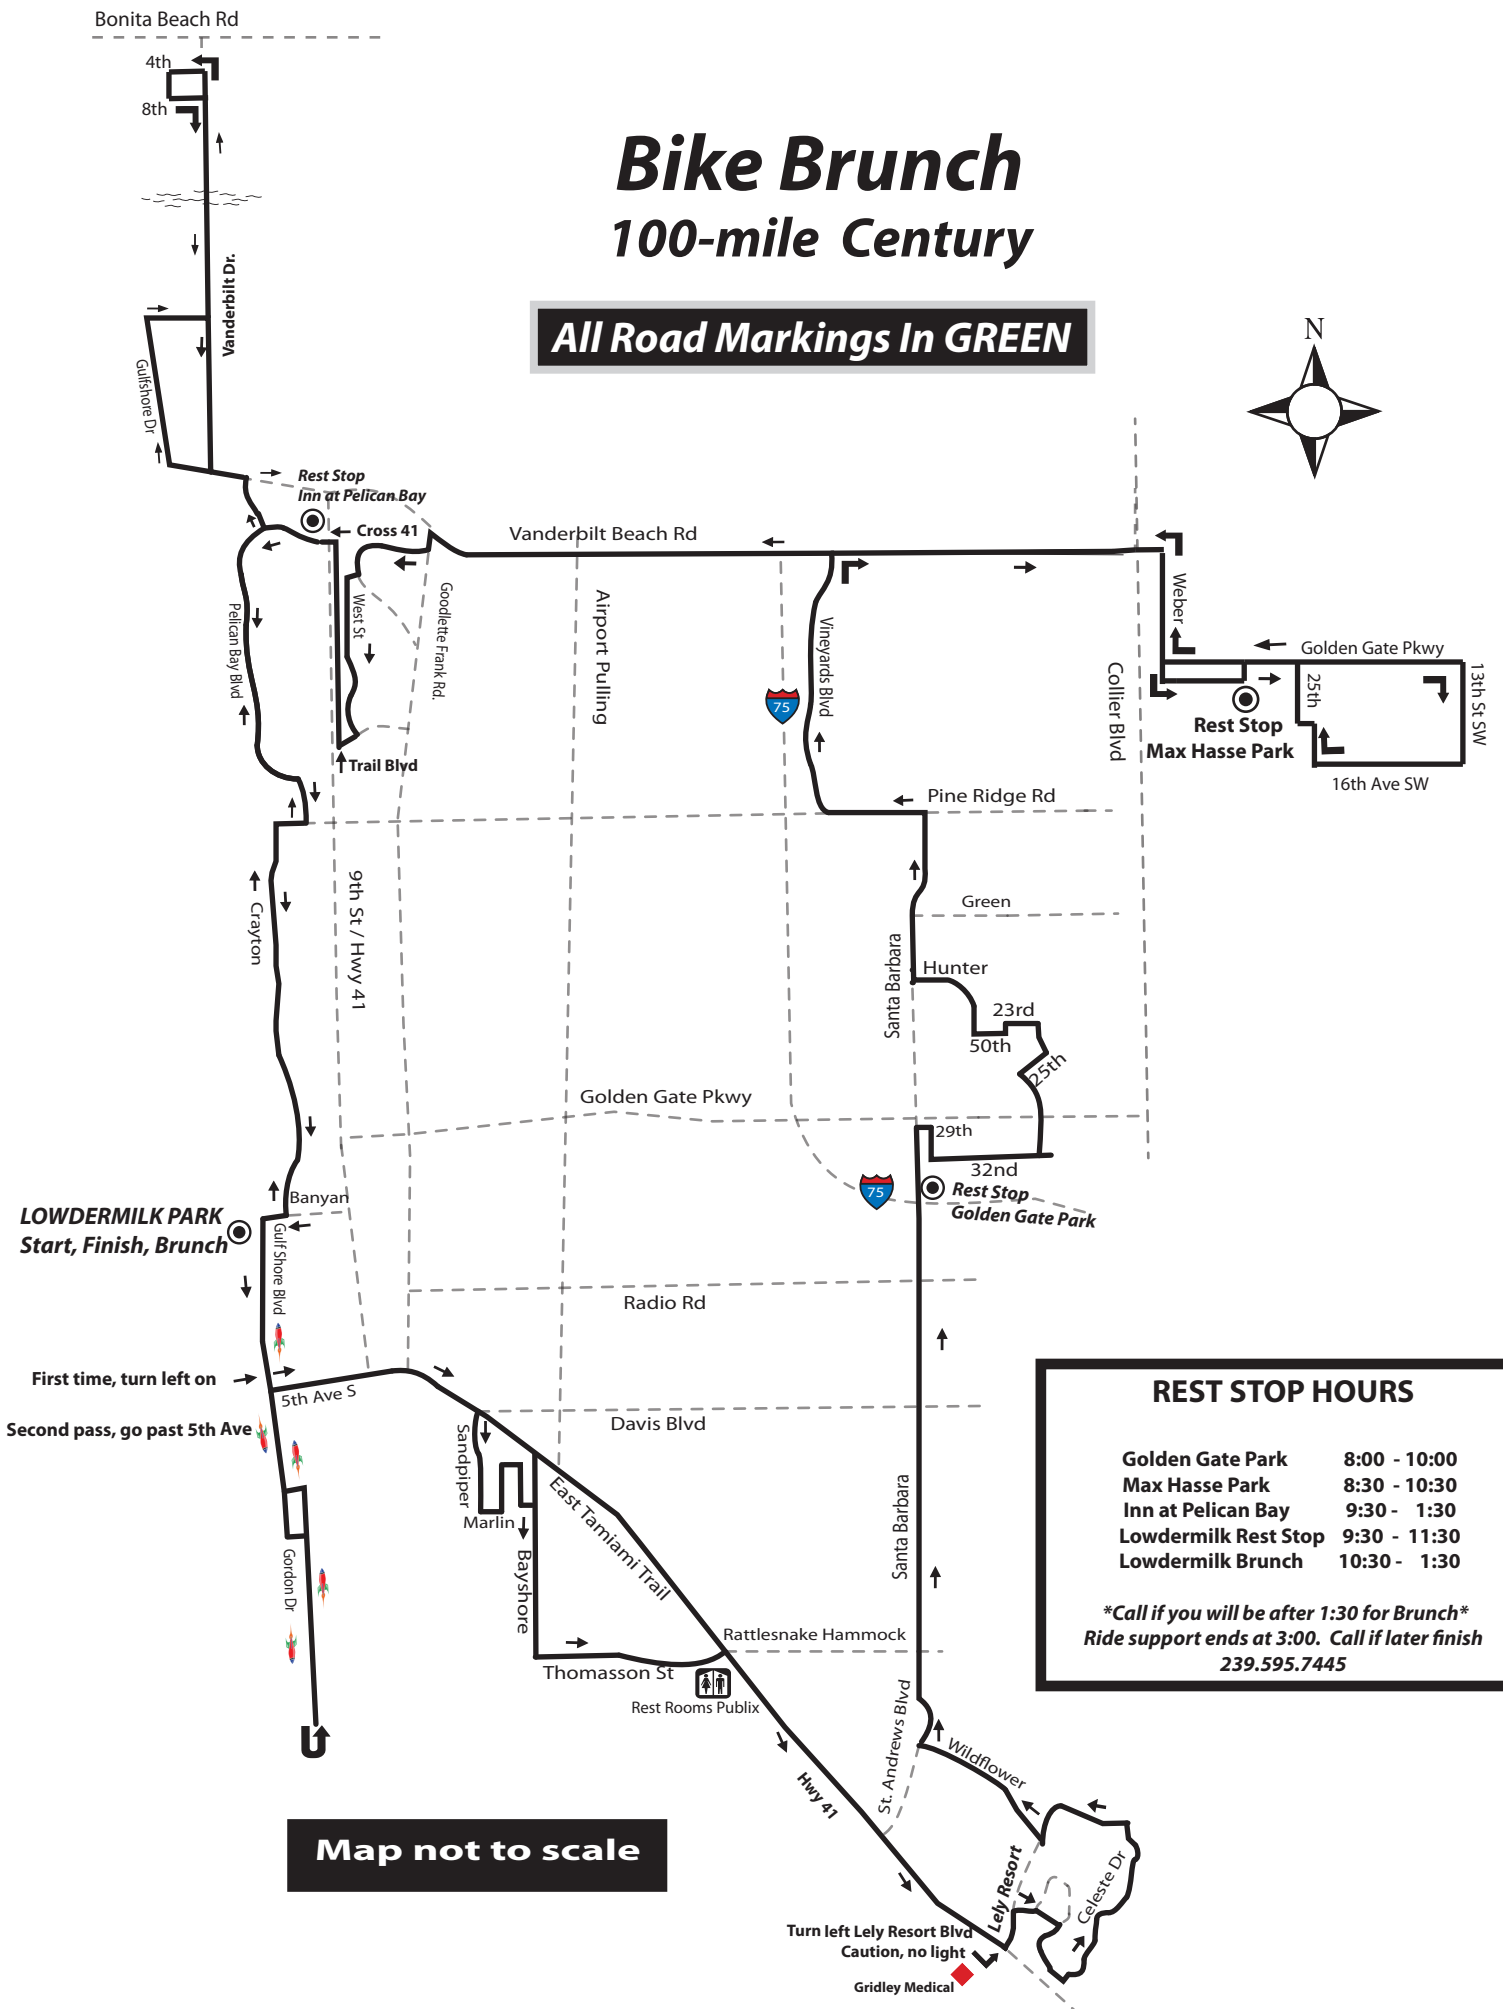 Bonita Beach Rd
4th
8th
Bike Brunch
100-mile Century
All Road Markings In GREEN
N
Vanderbilt Dr.
Gulfshore Dr
Rest Stop
Inn at Pelican Bay
Cross 41
Vanderbilt Beach Rd
Weber
Golden Gate Pkwy
13th St SW
25th
Rest Stop
Max Hasse Park
16th Ave SW
Collier Blvd
Vineyards Blvd
75
Airport Pulling
Goodlette Frank Rd.
West St
Pelican Bay Blvd
Trail Blvd
Pine Ridge Rd
Green
Crayton
9th St / Hwy 41
Santa Barbara
Hunter
23rd
50th
25th
Golden Gate Pkwy
29th
32nd
75
Rest Stop
Golden Gate Park
Banyan
LOWDERMILK PARK
Start, Finish, Brunch
Gulf Shore Blvd
Radio Rd
First time, turn left on
5th Ave S
Second pass, go past 5th Ave
Davis Blvd
Sandpiper
Marlin
Bayshore
East Tamiami Trail
Santa Barbara
Gordon Dr
Rattlesnake Hammock
Thomasson St
Rest Rooms Publix
REST STOP HOURS
Golden Gate Park 8:00 - 10:00
Max Hasse Park 8:30 - 10:30
Inn at Pelican Bay 9:30 - 1:30
Lowdermilk Rest Stop 9:30 - 11:30
Lowdermilk Brunch 10:30 - 1:30
*Call if you will be after 1:30 for Brunch*
Ride support ends at 3:00. Call if later finish
239.595.7445
St. Andrews Blvd
Wildflower
Hwy 41
Map not to scale
Lely Resort
Celeste Dr
Turn left Lely Resort Blvd
Caution, no light
Gridley Medical